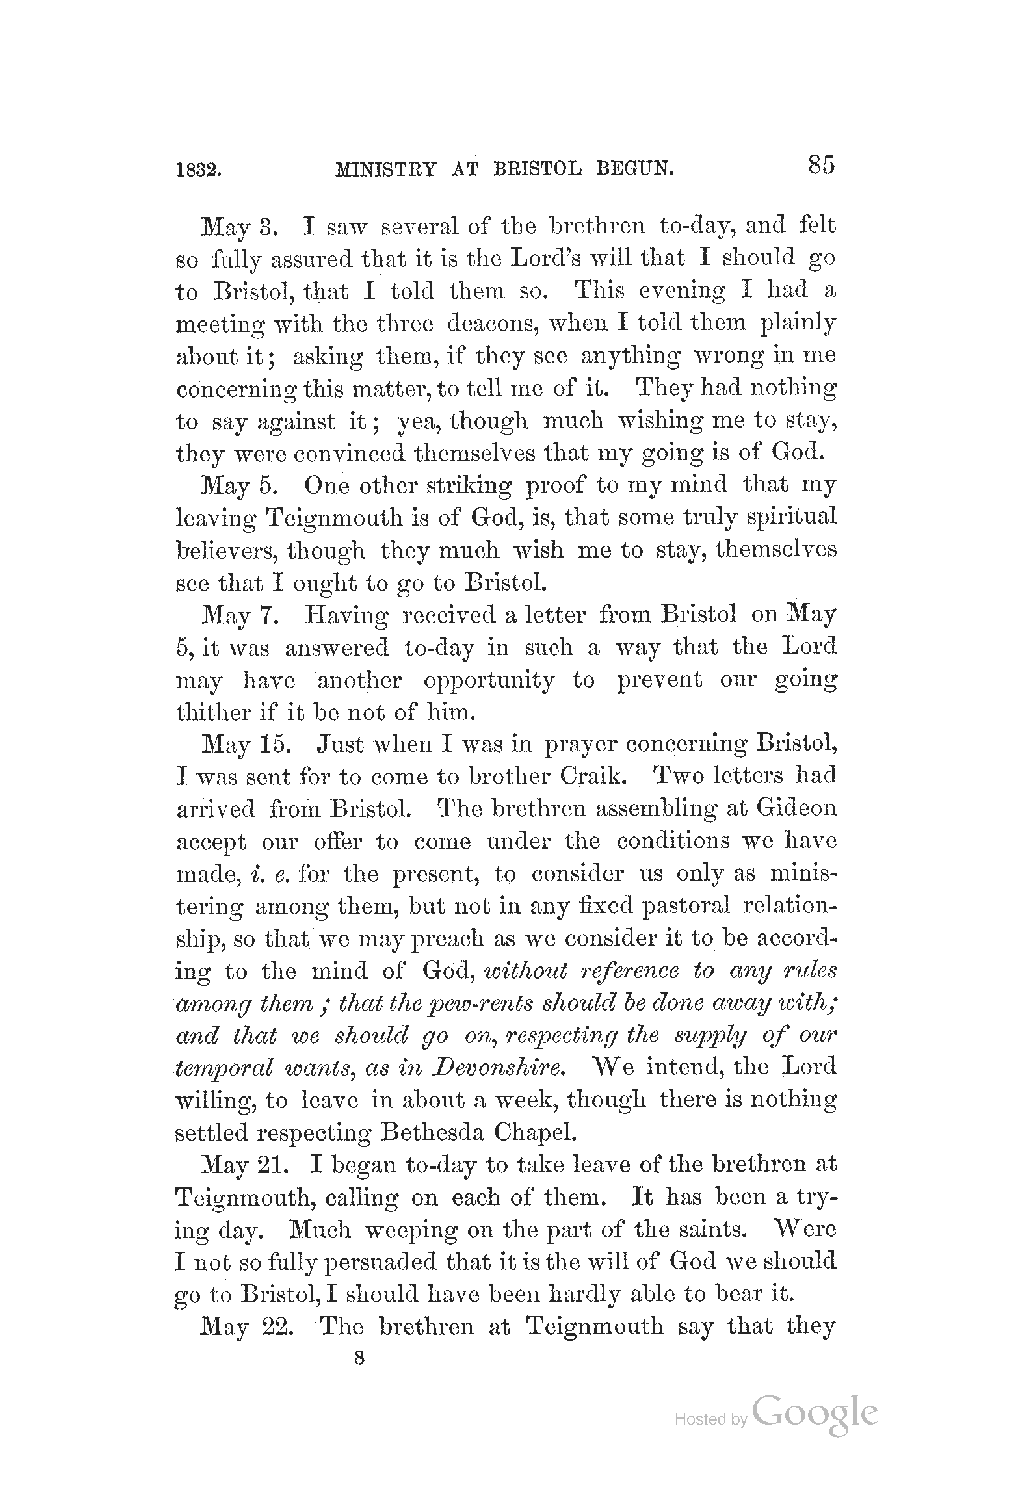 1832. MINISTRY AT BRISTOL BEGUN. 85
May 3. I saw several of the brethren to-day, and felt
so fully assured that it is the Lord's will that I should go
to Bristol, that I told them so. This evening I had a
meeting with the three deacons, when I told them plainly
about it; asking them, if they see anything wrong in me
concerning this matter, to tell me of it. They had nothing
to say against it; yea, though much wishing me to stay,
they were convinced themselves that my going is of God.
May 5. One other striking proof to my mind that my
leaving Teignmouth is of God, is, that some truly spiritual
believers, though they much wish me to stay, themselves
see that I ought to go to Bristol.
May 7. Having received a letter from Bristol on May
5, it was answered to-day in such a way that the Lord
may have another opportunity to prevent our going
thither if it be not of him.
May 15. Just when I was in prayer concerning Bristol,
I was sent for to come to brother Craik. Two letters had
arrived from Bristol. The brethren assembling at Gideon
accept our offer to come under the conditions we have
made, i. e. for the present, to consider us only as minis-
tering among them, but not in any fixed pastoral relation-
ship, so that we may preach as we consider it to be accord-
ing to the mind of God, without reference to any rules
among them; that the pew-rents should be done away with;
and that we should go on, respecting the supply of our
temporal wants, as in Devonshire. We intend, the Lord
willing, to leave in about a week, though there is nothing
settled respecting Bethesda Chapel.
May 21. I began to-day to take leave of the brethren at
Teignmouth, calling on each of them. It has been a try-
ing day. Much weeping on the part of the saints. Were
I not so fully persuaded that it is the will of God we should
go to Bristol, I should have been hardly able to bear it.
May 22. The brethren at Teignmouth say that they
8
Hosted by Google